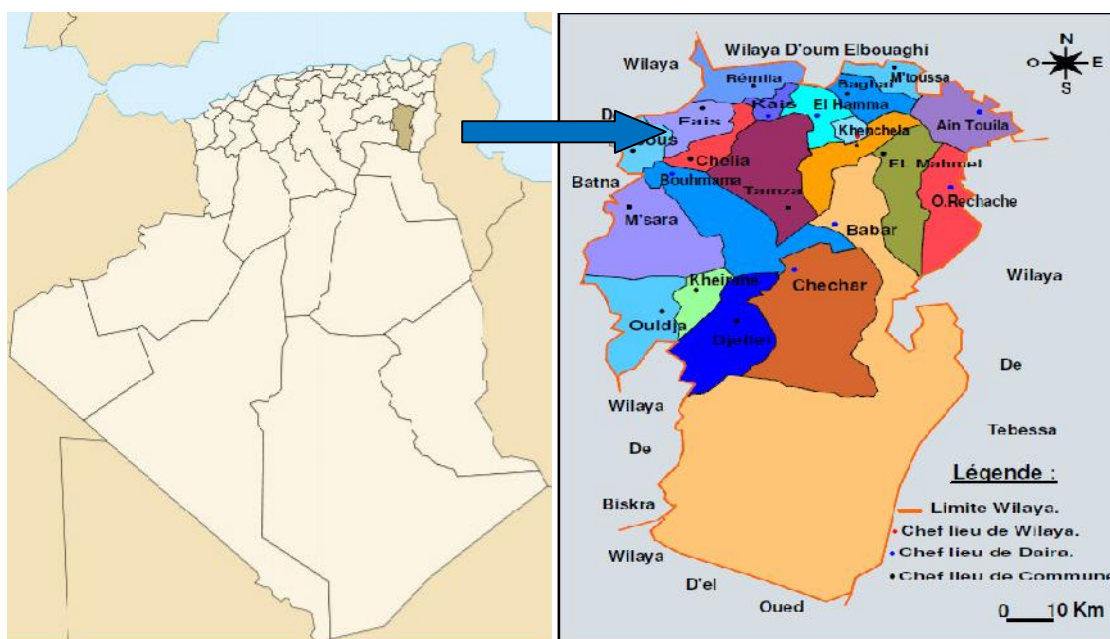 N
O E
S
Wilaya D'oum Elbouaghi
Wilaya
M'toussa
Rémila
Baghai
Kais
El Hamma
Fais
Ain Touila
Khenchela
Chelia
El Mahmel
Batna
Bouhmama
Tamza
O.Rechache
M'sara
Babar
Wilaya
Kheirane
Chechar
Ouldja
Djellel
De
Wilaya
Tebessa
De
Légende :
Biskra
Limite Wilaya.
Chef lieu de Wilaya.
Wilaya
Chef lieu de Daira.
Chef lieu de Commune
D'el
Oued
0 10 Km